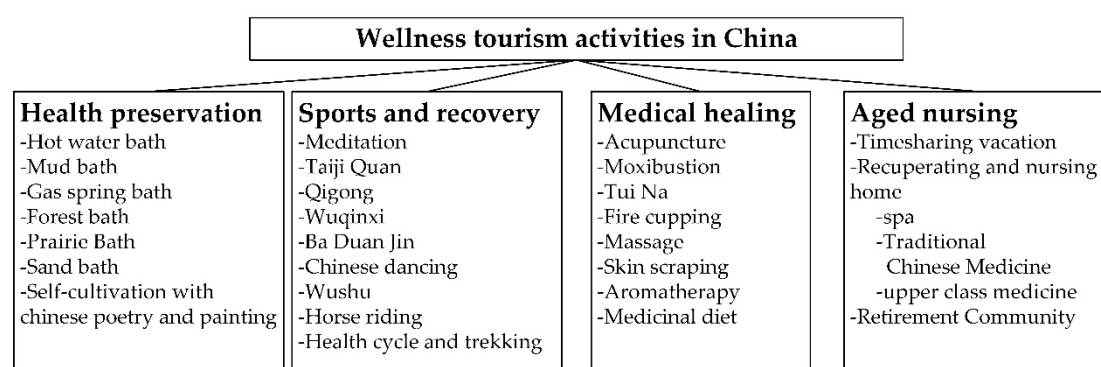 Wellness tourism activities in China
Health preservation
-Hot water bath
-Mud bath
-Gas spring bath
-Forest bath
-Prairie Bath
-Sand bath
-Self-cultivation with
chinese poetry and painting
Sports and recovery
-Meditation
-Taiji Quan
-Qigong
-Wuqinxi
-Ba Duan Jin
-Chinese dancing
-Wushu
-Horse riding
-Health cycle and trekking
Medical healing
-Acupuncture
-Moxibustion
-Tui Na
-Fire cupping
-Massage
-Skin scraping
-Aromatherapy
-Medicinal diet
Aged nursing
-Timesharing vacation
-Recuperating and nursing
home
-spa
-Traditional
Chinese Medicine
-upper class medicine
-Retirement Community